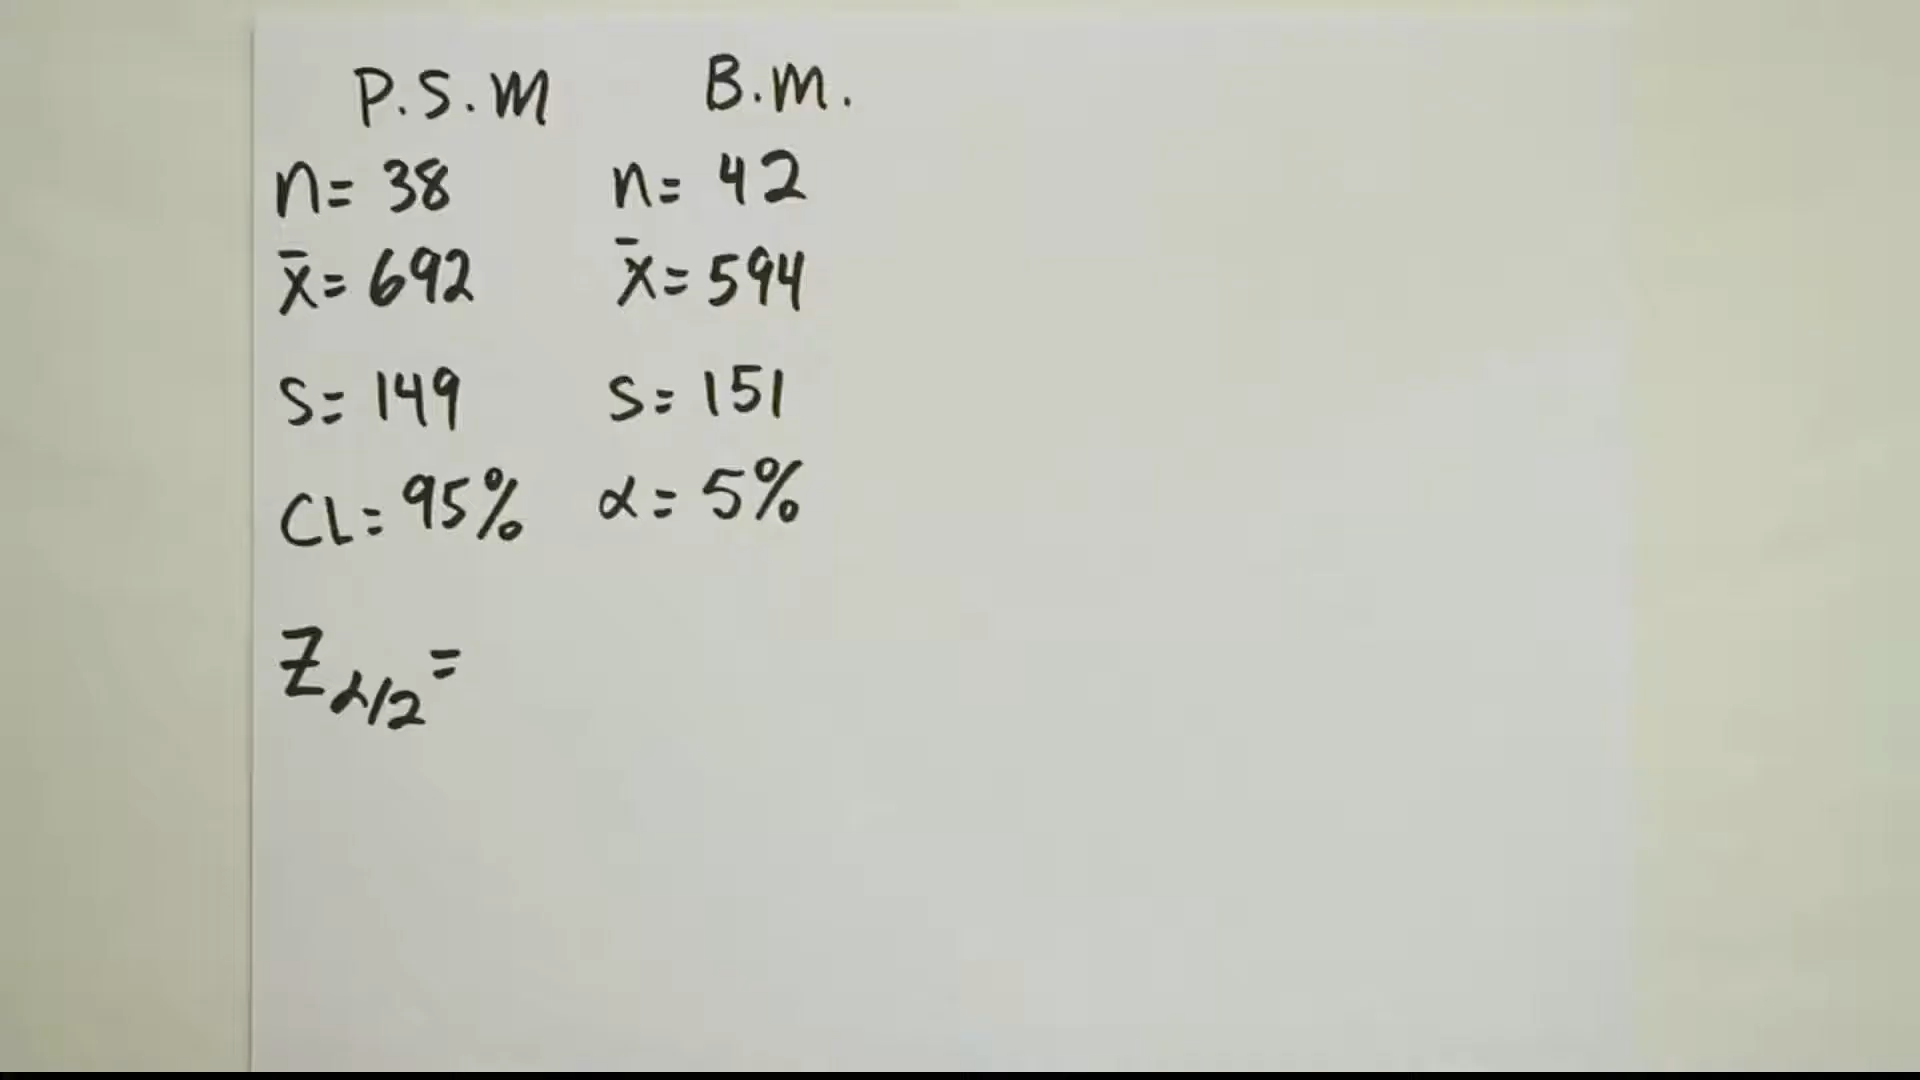 P.S.M B.M.
n= 38 n= 42
x̄= 692 x̄= 594
S= 149 S= 151
CL= 95% α= 5%
Zα/2=